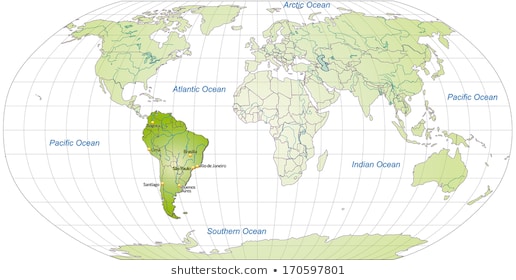 Arctic Ocean
Atlantic Ocean
Pacific Ocean
Pacific Ocean
Brasília
Indian Ocean
São Paulo
Rio de Janeiro
Santiago
Buenos
Aires
Southern Ocean
shutterstock.com • 170597801